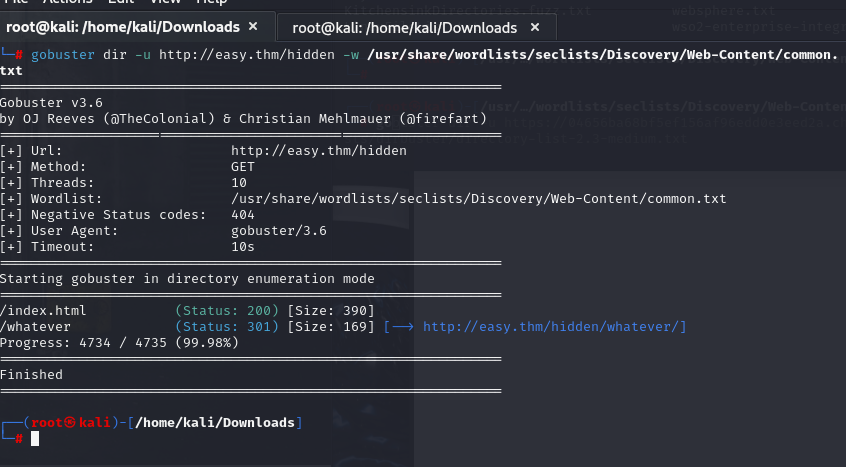 File Actions Edit View Help
root@kali: /home/kali/Downloads × root@kali: /home/kali/Downloads ×
└─# gobuster dir -u http://easy.thm/hidden -w /usr/share/wordlists/seclists/Discovery/Web-Content/common.
txt
===============================================================
Gobuster v3.6
by OJ Reeves (@TheColonial) & Christian Mehlmauer (@firefart)
===============================================================
[+] Url: http://easy.thm/hidden
[+] Method: GET
[+] Threads: 10
[+] Wordlist: /usr/share/wordlists/seclists/Discovery/Web-Content/common.txt
[+] Negative Status codes: 404
[+] User Agent: gobuster/3.6
[+] Timeout: 10s
===============================================================
Starting gobuster in directory enumeration mode
===============================================================
/index.html (Status: 200) [Size: 390]
/whatever (Status: 301) [Size: 169] [--> http://easy.thm/hidden/whatever/]
Progress: 4734 / 4735 (99.98%)
===============================================================
Finished
===============================================================
┌──(root㉿kali)-[/home/kali/Downloads]
└─#